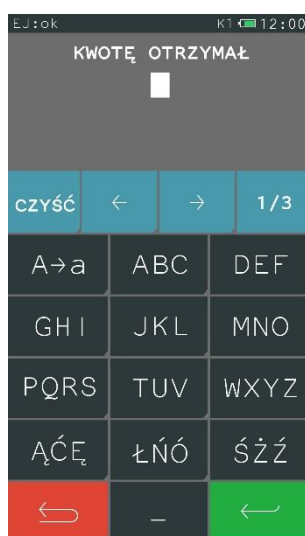 EJ:ok K1 12:00
KWOTĘ OTRZYMAŁ
CZYŚĆ ← → 1/3
A→a ABC DEF
GHI JKL MNO
PQRS TUV WXYZ
ĄĆĘ ŁŃÓ ŚŻŹ
_